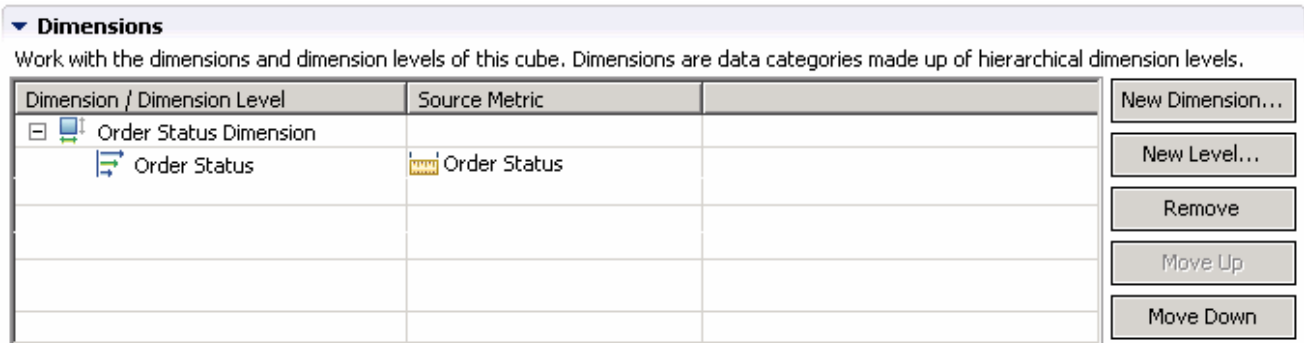 Dimensions
Work with the dimensions and dimension levels of this cube. Dimensions are data categories made up of hierarchical dimension levels.
Dimension / Dimension Level Source Metric
Order Status Dimension
Order Status Order Status
New Dimension...
New Level...
Remove
Move Up
Move Down